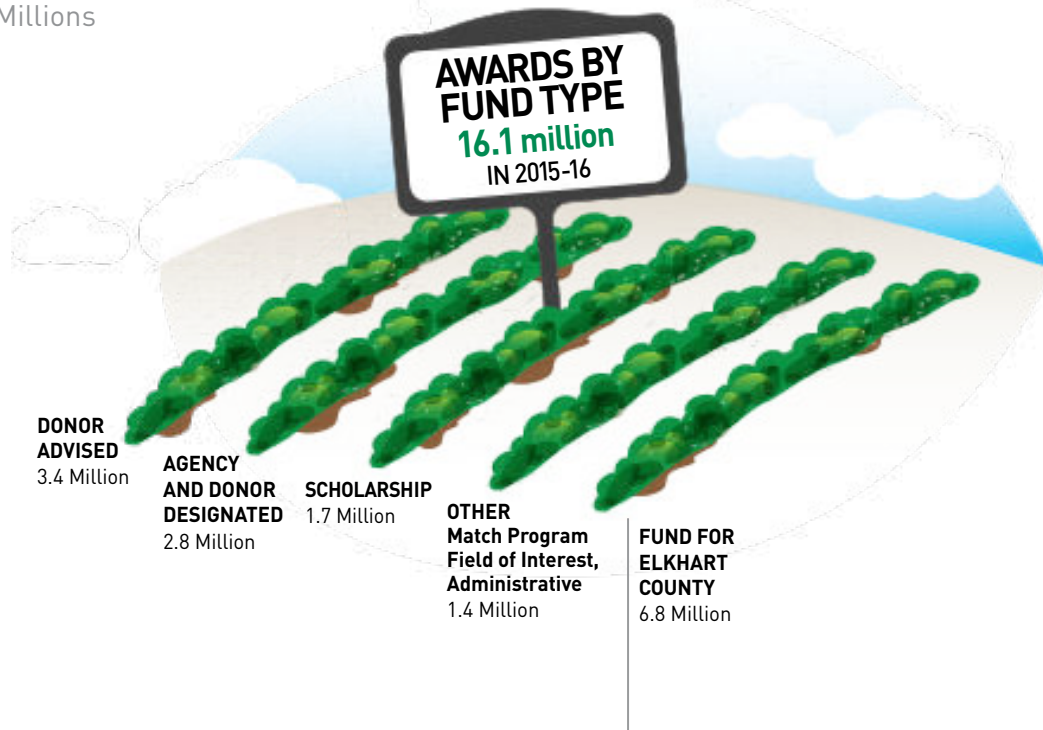 Millions
AWARDS BY
FUND TYPE
16.1 million
IN 2015-16
DONOR
ADVISED
3.4 Million
AGENCY
AND DONOR
DESIGNATED
2.8 Million
SCHOLARSHIP
1.7 Million
OTHER
Match Program
Field of Interest,
Administrative
1.4 Million
FUND FOR
ELKHART
COUNTY
6.8 Million